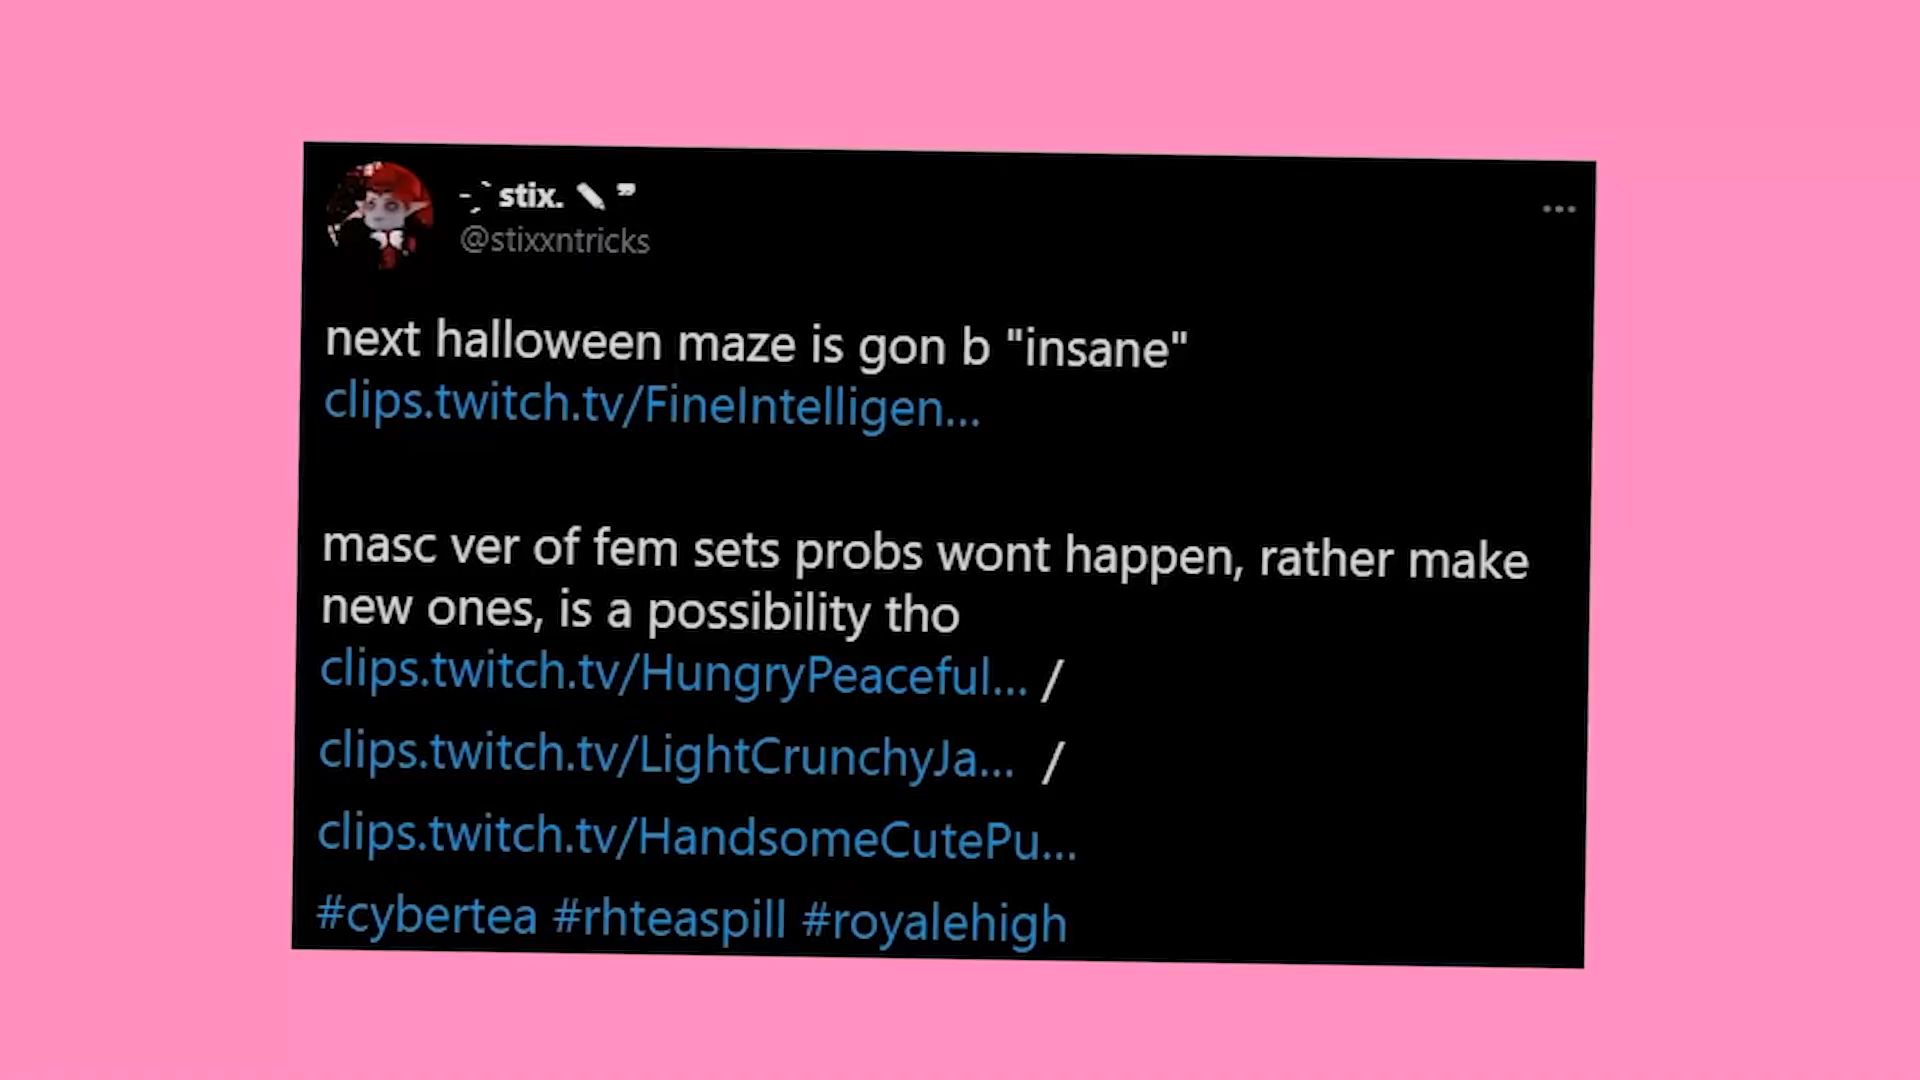 -ˏˋ stix. ✎ ❞
@stixxntricks
next halloween maze is gon b "insane"
clips.twitch.tv/FineIntelligen...
masc ver of fem sets probs wont happen, rather make
new ones, is a possibility tho
clips.twitch.tv/HungryPeaceful... /
clips.twitch.tv/LightCrunchyJa... /
clips.twitch.tv/HandsomeCutePu...
#cybertea #rhteaspill #royalehigh